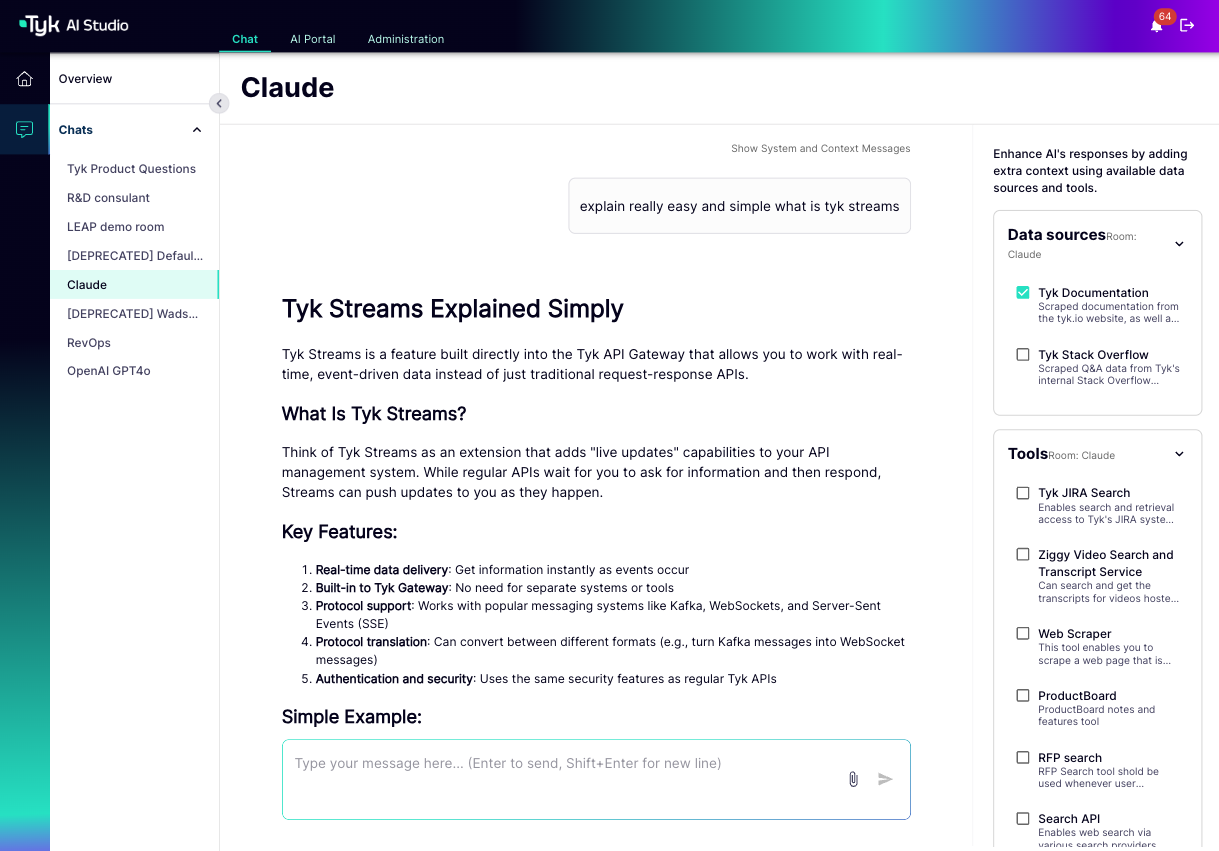 Tyk AI Studio
Chat
AI Portal
Administration
64
Overview
Chats
Tyk Product Questions
R&D consulant
LEAP demo room
[DEPRECATED] Defaul...
Claude
[DEPRECATED] Wads...
RevOps
OpenAI GPT4o
Claude
Show System and Context Messages
explain really easy and simple what is tyk streams
Tyk Streams Explained Simply
Tyk Streams is a feature built directly into the Tyk API Gateway that allows you to work with real-
time, event-driven data instead of just traditional request-response APIs.
What Is Tyk Streams?
Think of Tyk Streams as an extension that adds "live updates" capabilities to your API
management system. While regular APIs wait for you to ask for information and then respond,
Streams can push updates to you as they happen.
Key Features:
1. Real-time data delivery: Get information instantly as events occur
2. Built-in to Tyk Gateway: No need for separate systems or tools
3. Protocol support: Works with popular messaging systems like Kafka, WebSockets, and Server-Sent
Events (SSE)
4. Protocol translation: Can convert between different formats (e.g., turn Kafka messages into WebSocket
messages)
5. Authentication and security: Uses the same security features as regular Tyk APIs
Simple Example:
Type your message here... (Enter to send, Shift+Enter for new line)
Enhance AI's responses by adding
extra context using available data
sources and tools.
Data sources Room:
Claude
Tyk Documentation
Scraped documentation from
the tyk.io website, as well a...
Tyk Stack Overflow
Scraped Q&A data from Tyk's
internal Stack Overflow...
Tools Room: Claude
Tyk JIRA Search
Enables search and retrieval
access to Tyk's JIRA syste...
Ziggy Video Search and
Transcript Service
Can search and get the
transcripts for videos hoste...
Web Scraper
This tool enables you to
scrape a web page that is...
ProductBoard
ProductBoard notes and
features tool
RFP search
RFP Search tool shold be
used whenever user...
Search API
Enables web search via
various search providers